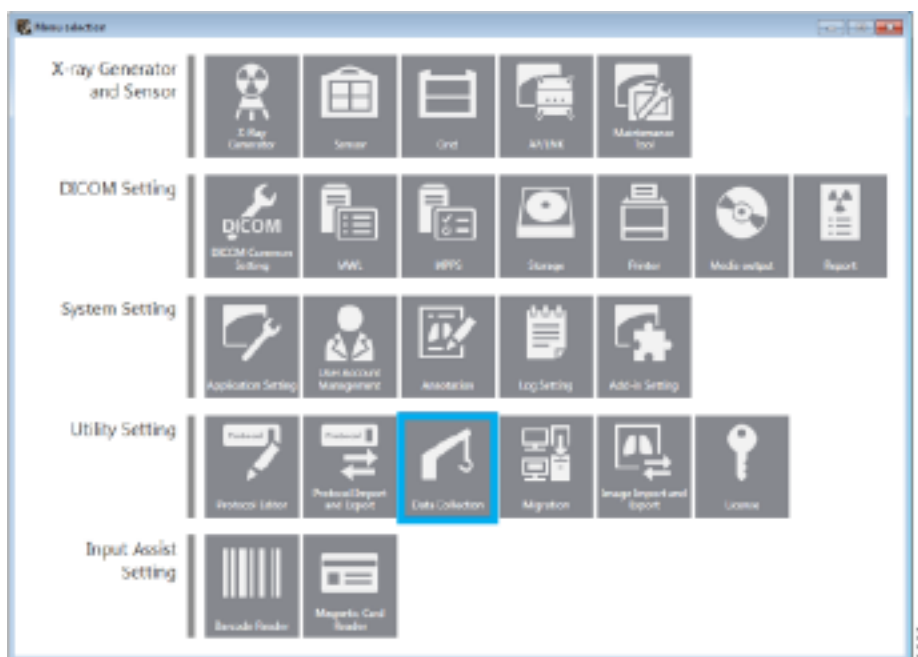 Menu selection
X-ray Generator
and Sensor
X-Ray
Generator
Sensor
Grid
AP/LNK
Maintenance
Tool
DICOM Setting
DICOM
DICOM Common
Setting
MWL
MPPS
Storage
Printer
Media output
Report
System Setting
Application Setting
User Account
Management
Annotation
Log Setting
Add-in Setting
Utility Setting
Protocol
Protocol Editor
Protocol
Protocol Import
and Export
Data Collection
Migration
Image Import and
Export
License
Input Assist
Setting
Barcode Reader
Magnetic Card
Reader